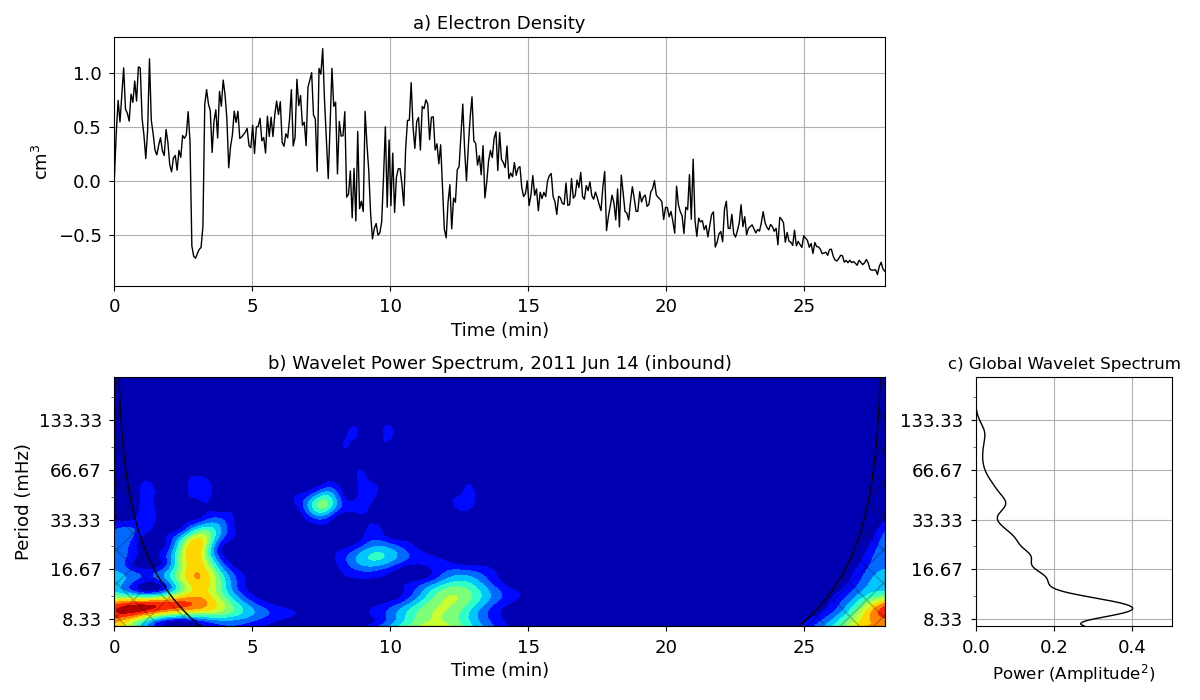 a) Electron Density
1.0
0.5
0.0
−0.5
cm³
0 5 10 15 20 25
Time (min)
b) Wavelet Power Spectrum, 2011 Jun 14 (inbound)
133.33
66.67
33.33
16.67
8.33
Period (mHz)
0 5 10 15 20 25
Time (min)
c) Global Wavelet Spectrum
133.33
66.67
33.33
16.67
8.33
0.0 0.2 0.4
Power (Amplitude²)